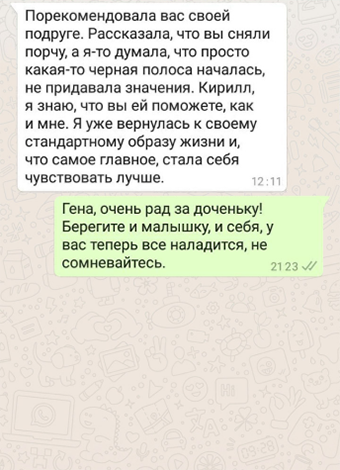 Порекомендовала вас своей
подруге. Рассказала, что вы сняли
порчу, а я-то думала, что просто
какая-то черная полоса началась,
не придавала значения. Кирилл,
я знаю, что вы ей поможете, как
и мне. Я уже вернулась к своему
стандартному образу жизни и,
что самое главное, стала себя
чувствовать лучше.
12:11
Гена, очень рад за доченьку!
Берегите и малышку, и себя, у
вас теперь все наладится, не
сомневайтесь.
21 23